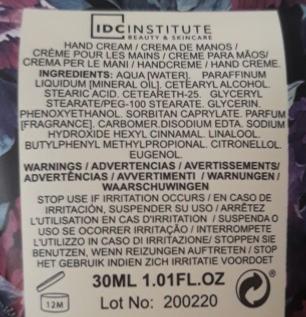 IDC INSTITUTE
BEAUTY & SKINCARE
HAND CREAM / CREMA DE MANOS /
CRÈME POUR LES MAINS / CREME PARA MÃOS/
CREMA PER LE MANI / HANDCREME / HAND CREME.
INGREDIENTS: AQUA [WATER]. PARAFFINUM
LIQUIDUM [MINERAL OIL]. CETEARYL ALCOHOL.
STEARIC ACID. CETEARETH-25. GLYCERYL
STEARATE/PEG-100 STEARATE. GLYCERIN.
PHENOXYETHANOL. SORBITAN CAPRYLATE. PARFUM
[FRAGRANCE]. CARBOMER. DISODIUM EDTA. SODIUM
HYDROXIDE HEXYL CINNAMAL. LINALOOL.
BUTYLPHENYL METHYLPROPIONAL. CITRONELLOL.
EUGENOL.
WARNINGS / ADVERTENCIAS / AVERTISSEMENTS/
ADVERTÊNCIAS / AVVERTIMENTI / WARNUNGEN /
WAARSCHUWINGEN
STOP USE IF IRRITATION OCCURS / EN CASO DE
IRRITACIÓN, SUSPENDER SU USO / ARRÊTEZ
L'UTILISATION EN CAS D'IRRITATION / SUSPENDA O
USO SE OCORRER IRRITAÇÃO / INTERROMPETE
L'UTILIZZO IN CASO DI IRRITAZIONE/ STOPPEN SIE
BENUTZEN, WENN REIZUNGEN AUFTRETEN / STOP
HET GEBRUIK INDIEN ZICH IRRITATIE VOORDOET
12M
30ML 1.01FL.OZ
Lot No: 200220